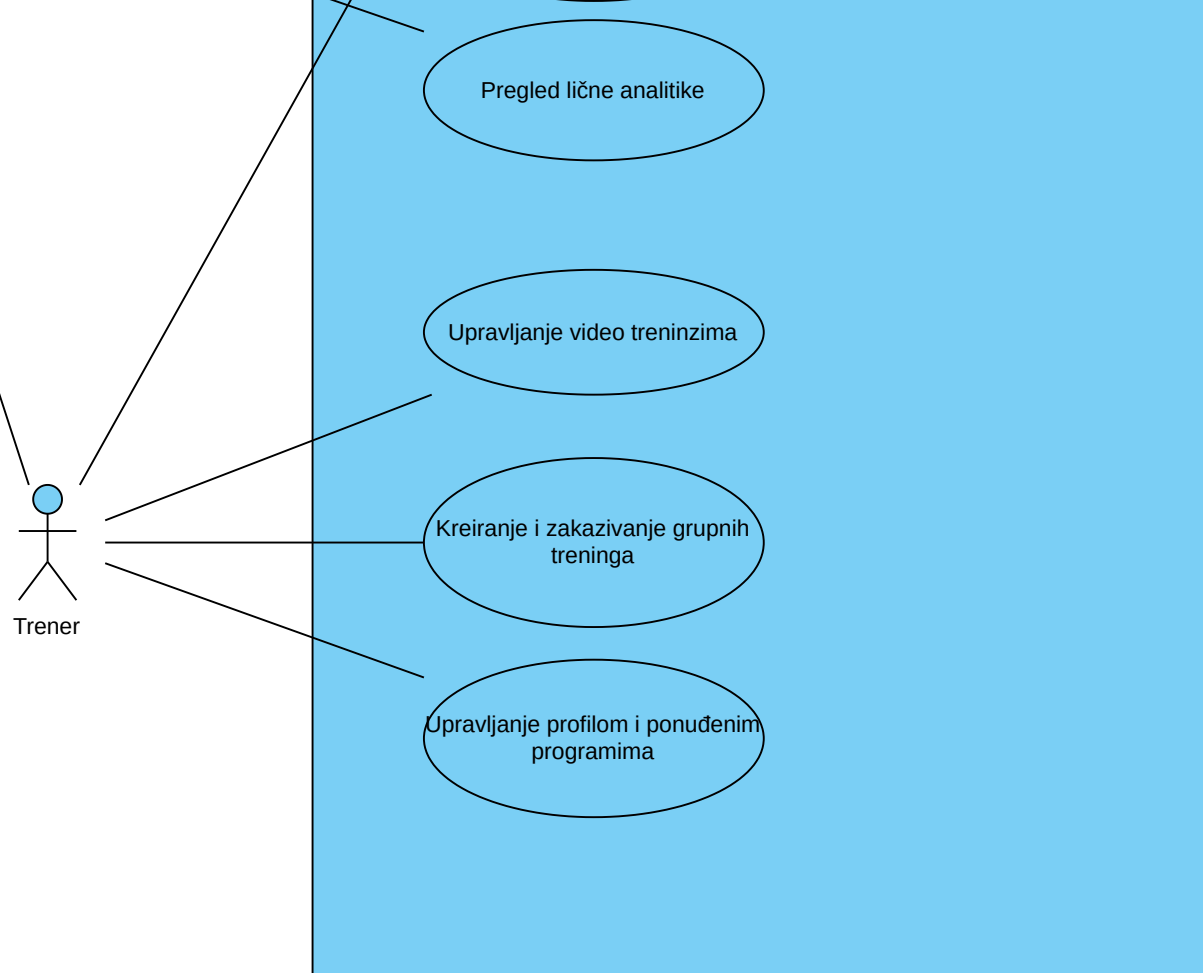 Pregled lične analitike
Upravljanje video treninzima
Kreiranje i zakazivanje grupnih
treninga
Trener
Upravljanje profilom i ponuđenim
programima